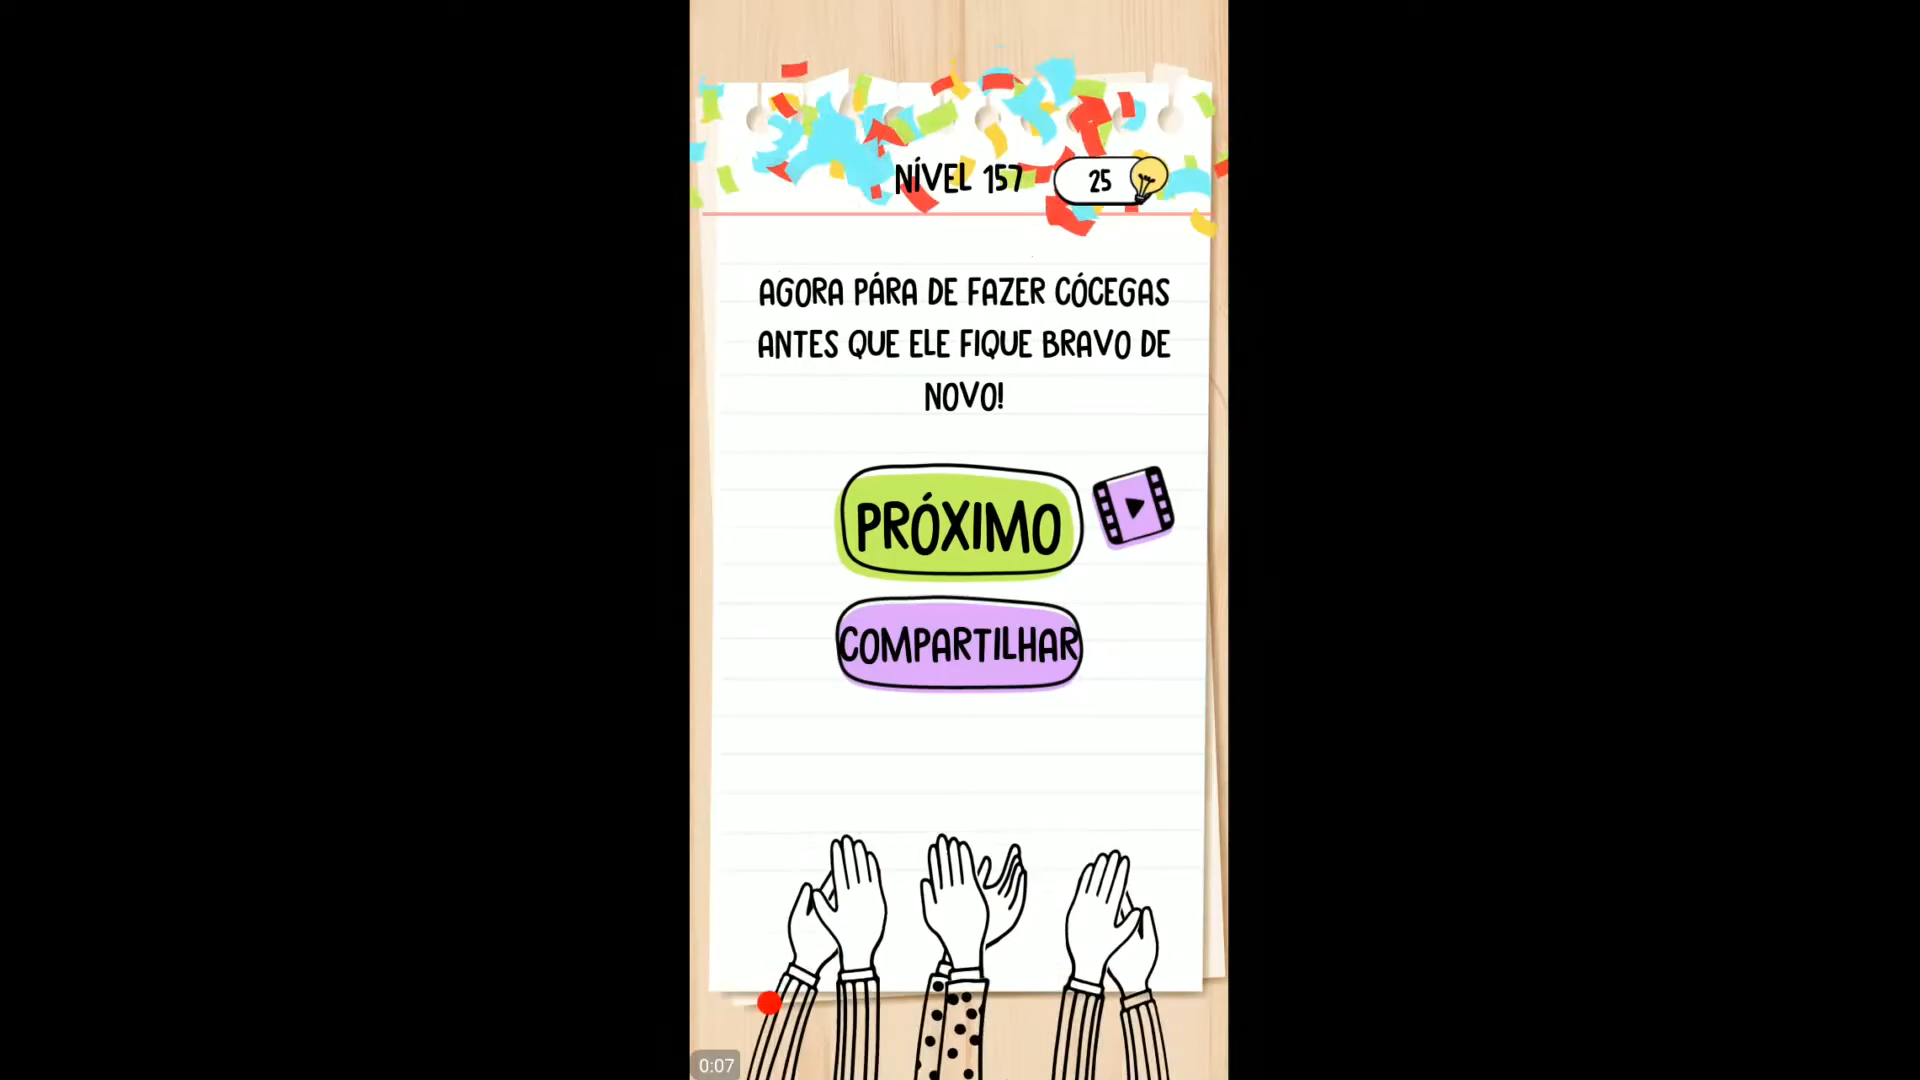 NÍVEL 157
25
AGORA PÁRA DE FAZER CÓCEGAS
ANTES QUE ELE FIQUE BRAVO DE
NOVO!
PRÓXIMO
COMPARTILHAR
0:07